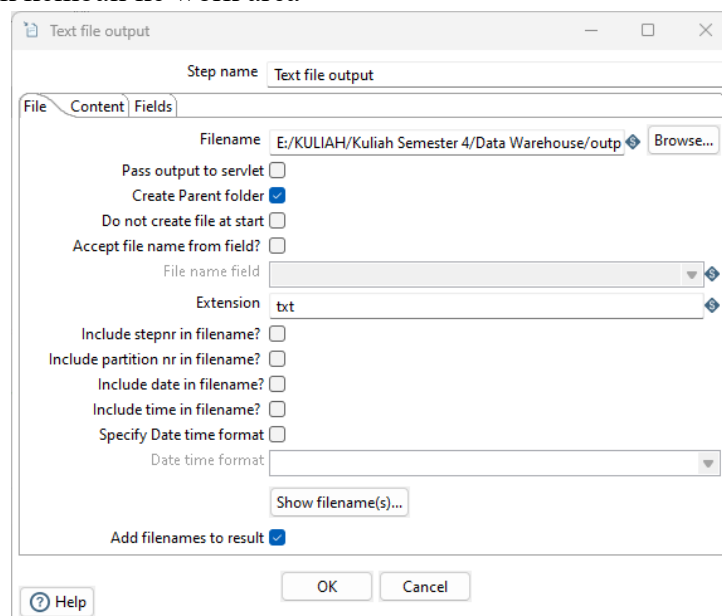 work area
Text file output
Step name Text file output
File Content Fields
Filename E:/KULIAH/Kuliah Semester 4/Data Warehouse/outp Browse...
Pass output to servlet
Create Parent folder
Do not create file at start
Accept file name from field?
File name field
Extension txt
Include stepnr in filename?
Include partition nr in filename?
Include date in filename?
Include time in filename?
Specify Date time format
Date time format
Show filename(s)...
Add filenames to result
OK Cancel
Help